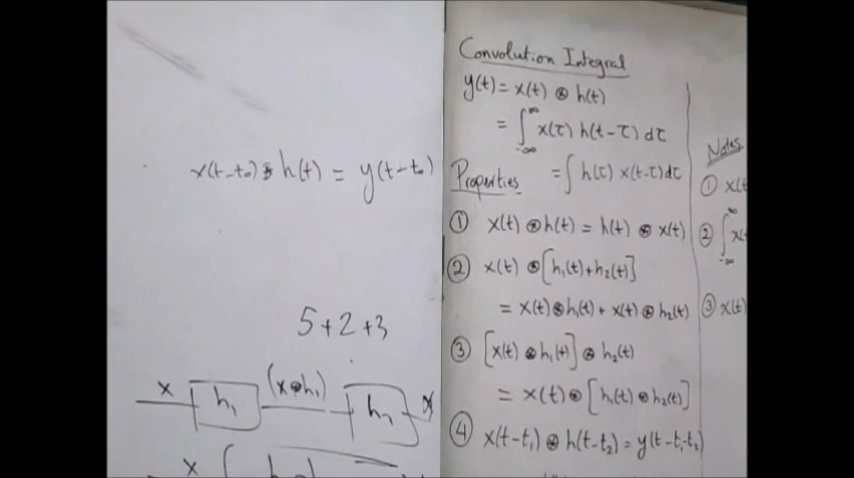 x(t-t₀) ⊛ h(t) = y(t-t₀)
5+2+3
x h₁ (x⊛h₁) h₂
x
Convolution Integral
y(t) = x(t) ⊛ h(t)
= ∫_{-∞}^{∞} x(τ) h(t-τ) dτ
= ∫ h(τ) x(t-τ) dτ
Properties
① x(t) ⊛ h(t) = h(t) ⊛ x(t)
② x(t) ⊛ [h₁(t)+h₂(t)]
= x(t) ⊛ h₁(t) + x(t) ⊛ h₂(t)
③ [x(t) ⊛ h₁(t)] ⊛ h₂(t)
= x(t) ⊛ [h₁(t) ⊛ h₂(t)]
④ x(t-t₁) ⊛ h(t-t₂) = y(t-t₁-t₂)
Notes
① x(t
② ∫_{-∞}^{∞} x(
③ x(t)